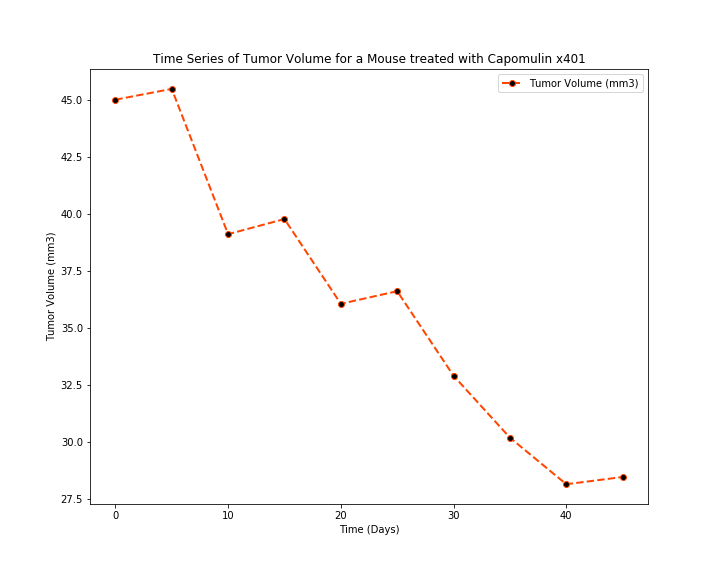 Time Series of Tumor Volume for a Mouse treated with Capomulin x401
Tumor Volume (mm3)
45.0
42.5
40.0
37.5
35.0
32.5
30.0
27.5
Tumor Volume (mm3)
0 10 20 30 40
Time (Days)